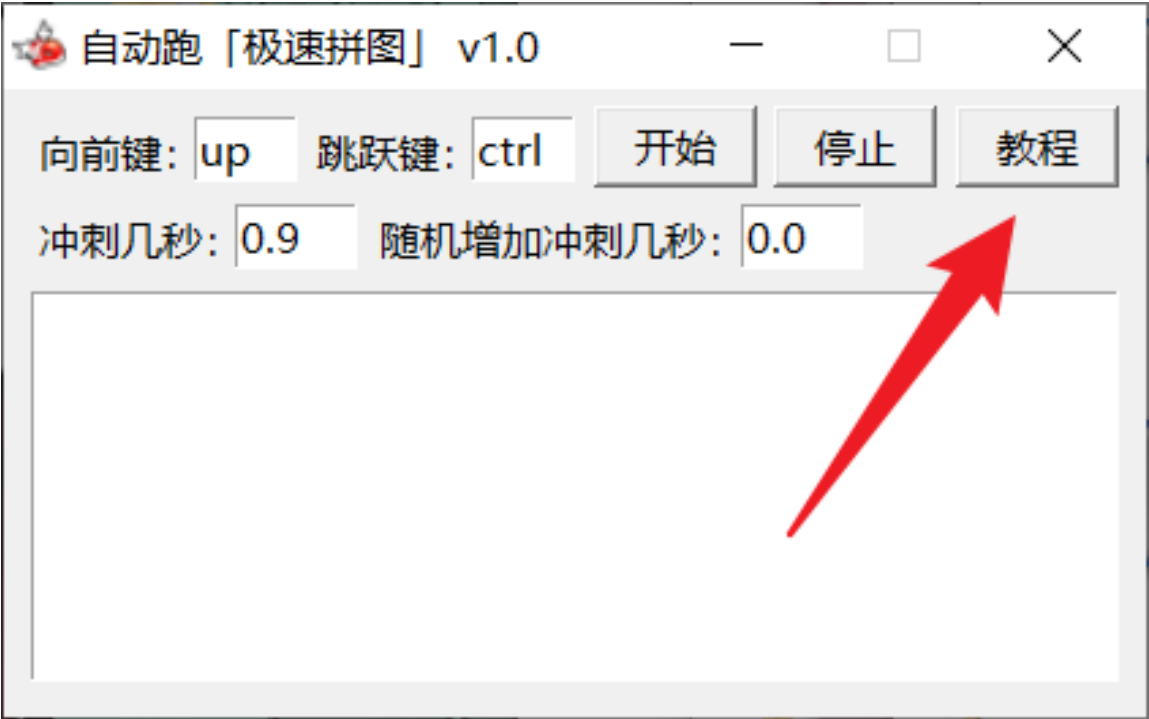 自动跑「极速拼图」 v1.0
向前键: up 跳跃键: ctrl 开始 停止 教程
冲刺几秒: 0.9 随机增加冲刺几秒: 0.0